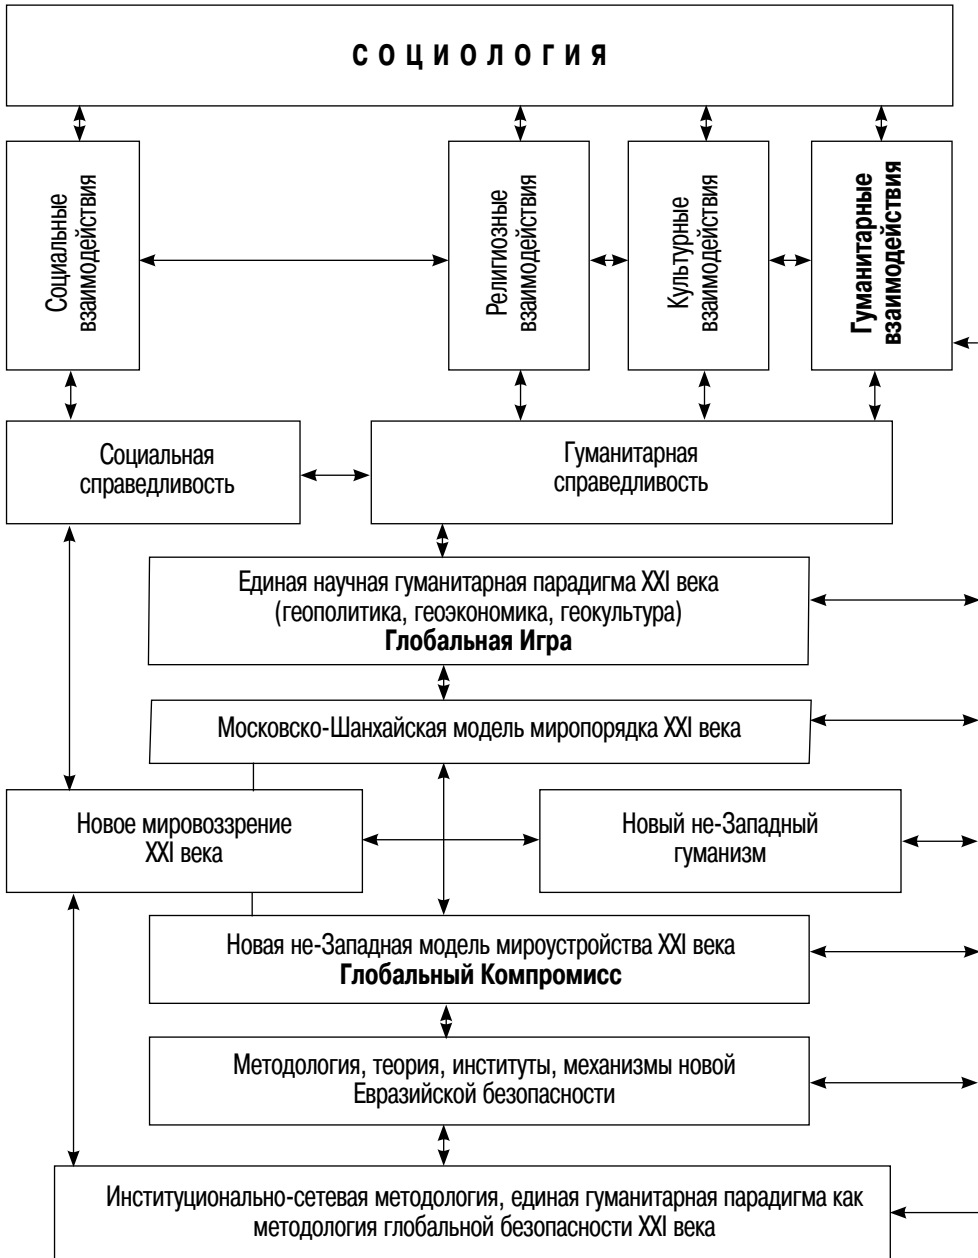 СОЦИОЛОГИЯ
Социальные
взаимодействия
Религиозные
взаимодействия
Культурные
взаимодействия
Гуманитарные
взаимодействия
Социальная
справедливость
Гуманитарная
справедливость
Единая научная гуманитарная парадигма XXI века
(геополитика, геоэкономика, геокультура)
Глобальная Игра
Московско-Шанхайская модель миропорядка XXI века
Новое мировоззрение
XXI века
Новый не-Западный
гуманизм
Новая не-Западная модель мироустройства XXI века
Глобальный Компромисс
Методология, теория, институты, механизмы новой
Евразийской безопасности
Институционально-сетевая методология, единая гуманитарная парадигма как
методология глобальной безопасности XXI века